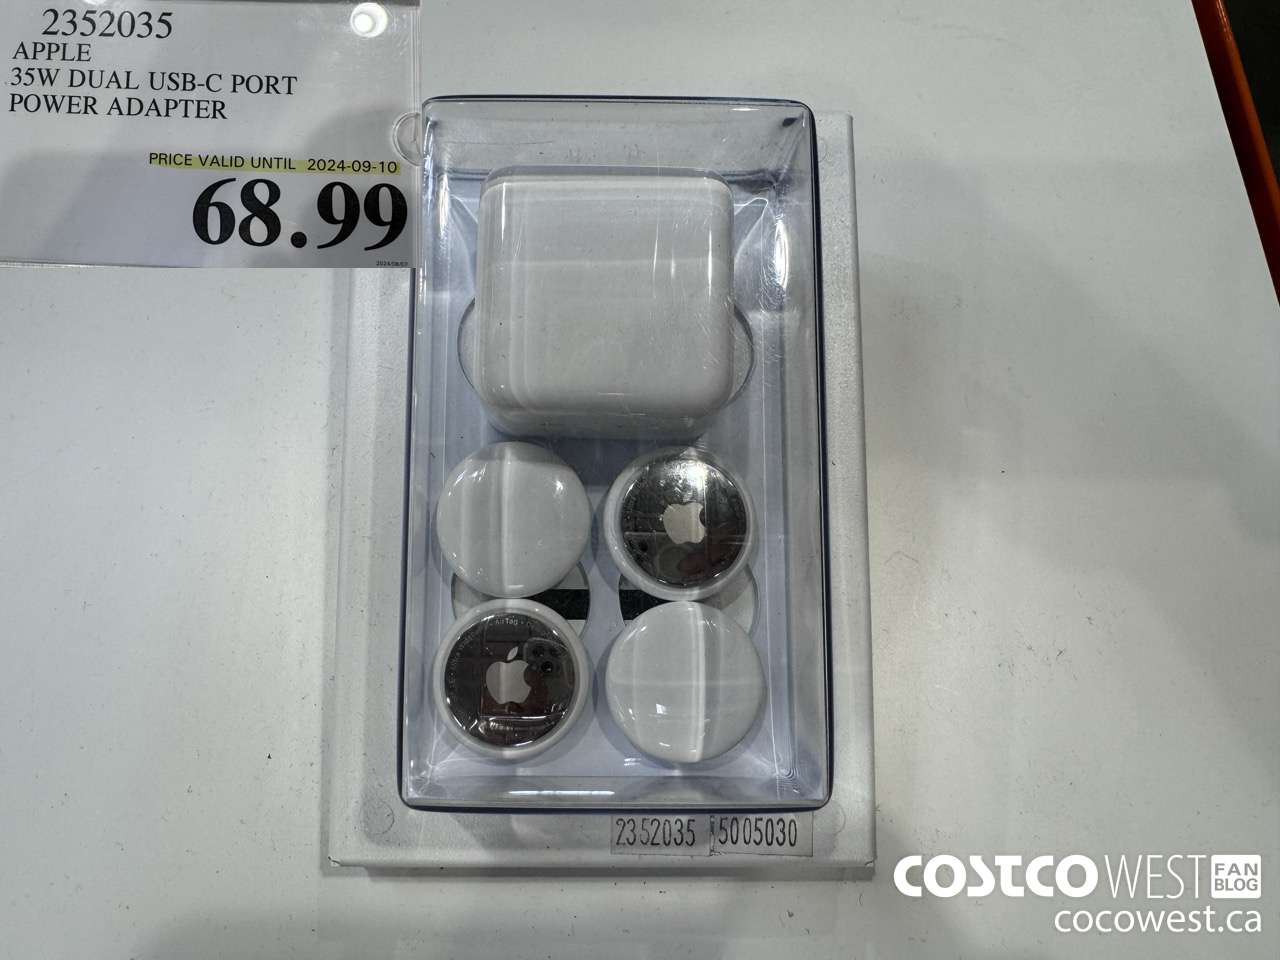 2352035
APPLE
35W DUAL USB-C PORT
POWER ADAPTER
PRICE VALID UNTIL 2024-09-10
68.99
AirTag
2352035 5005030
COSTCO WEST FAN BLOG
cocowest.ca